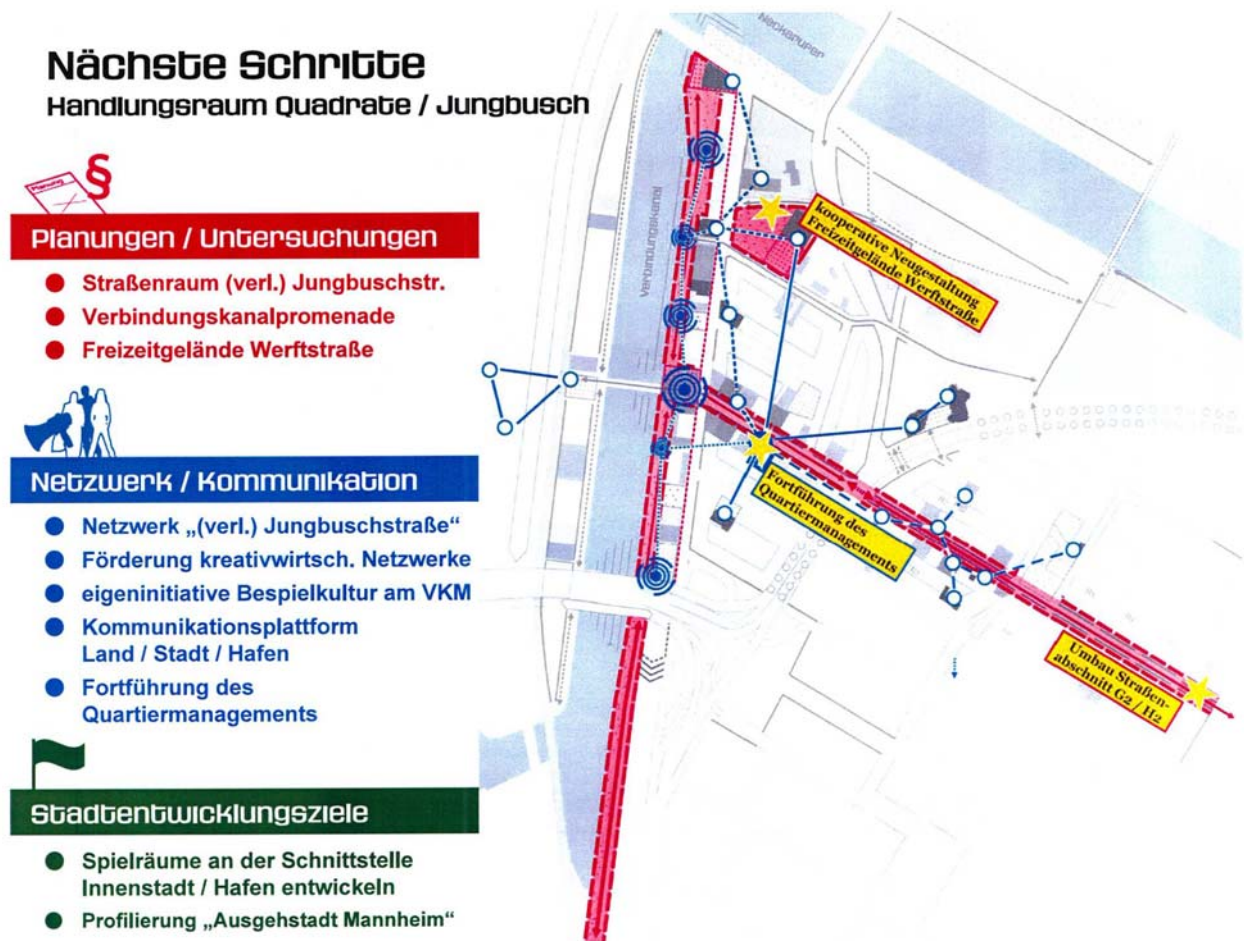 Nächste Schritte
Handlungsraum Quadrate / Jungbusch
Planung
§
Planungen / Untersuchungen
Straßenraum (verl.) Jungbuschstr.
Verbindungskanalpromenade
Freizeitgelände Werftstraße
Netzwerk / Kommunikation
Netzwerk „(verl.) Jungbuschstraße“
Förderung kreativwirtsch. Netzwerke
eigeninitiative Bespielkultur am VKM
Kommunikationsplattform
Land / Stadt / Hafen
Fortführung des
Quartiermanagements
Stadtentwicklungsziele
Spielräume an der Schnittstelle
Innenstadt / Hafen entwickeln
Profilierung „Ausgehstadt Mannheim“
Neckarufer
Verbindungskanal
kooperative Neugestaltung
Freizeitgelände Werftstraße
Fortführung des
Quartiermanagements
Umbau Straßen-
abschnitt G2 / H2